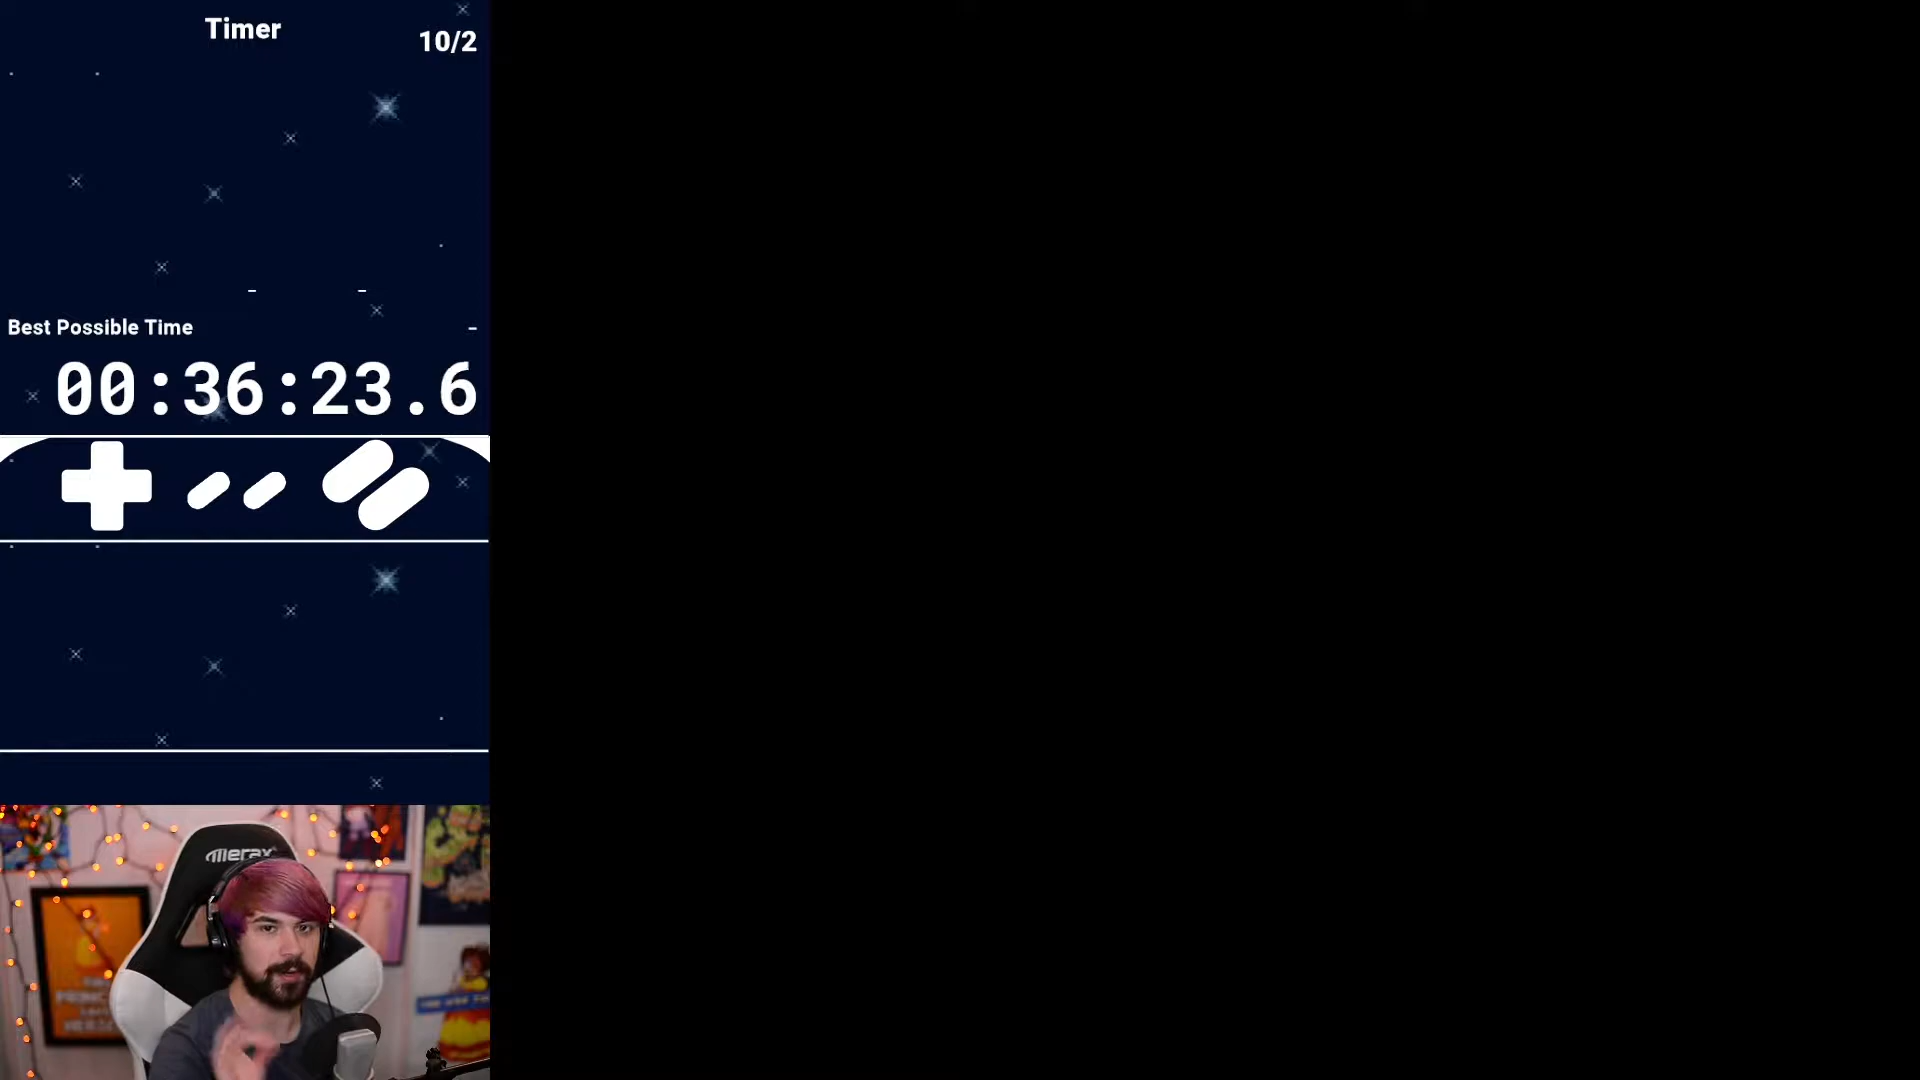 Timer
10/2
- -
Best Possible Time -
00:36:23.6
merax